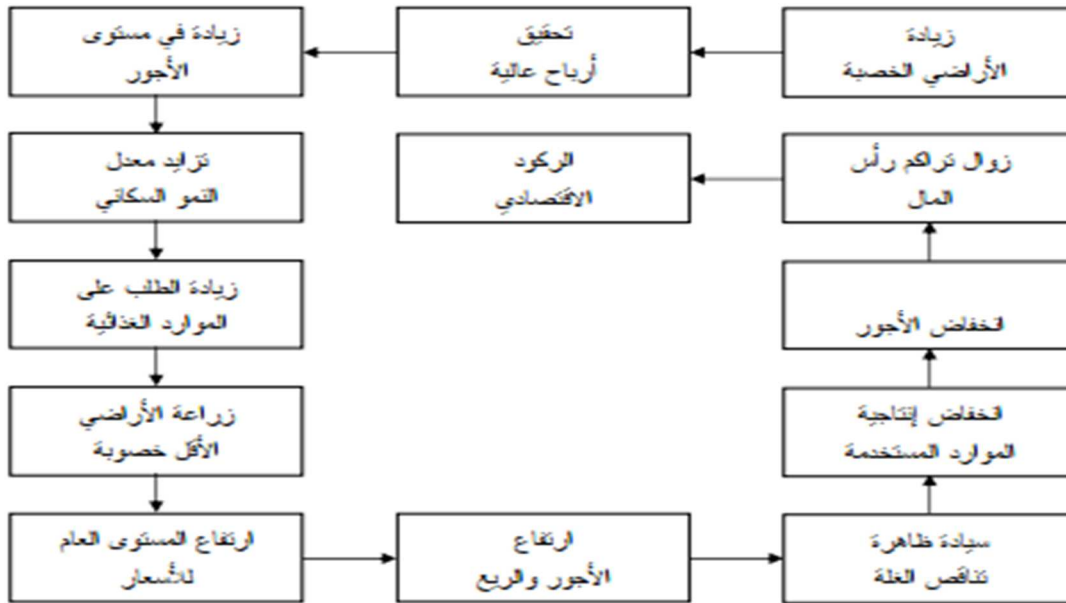 زيادة
الأراضي الخصبة
تحقيق
أرباح عالية
زيادة في مستوى
الأجور
تزايد معدل
النمو السكاني
زيادة الطلب على
الموارد الغذائية
زراعة الأراضي
الأقل خصوبة
ارتفاع المستوى العام
للأسعار
ارتفاع
الأجور والريع
سيادة ظاهرة
تناقص الغلة
انخفاض إنتاجية
الموارد المستخدمة
انخفاض الأجور
زوال تراكم رأس
المال
الركود
الاقتصادي